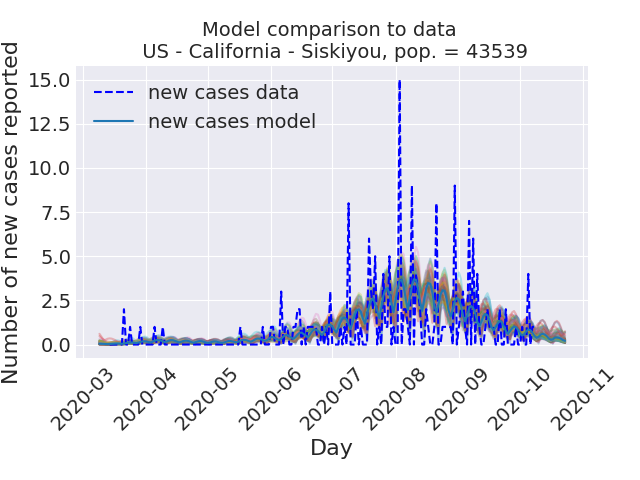 Model comparison to data
US - California - Siskiyou, pop. = 43539
Number of new cases reported
15.0
12.5
10.0
7.5
5.0
2.5
0.0
new cases data
new cases model
2020-03
2020-04
2020-05
2020-06
2020-07
2020-08
2020-09
2020-10
2020-11
Day